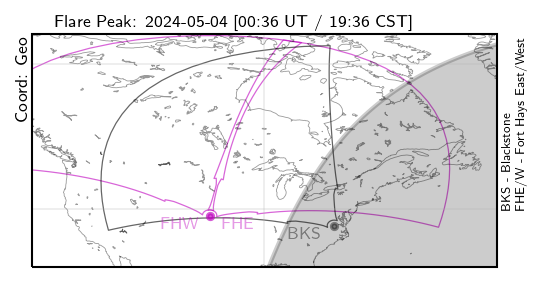 Flare Peak: 2024-05-04 [00:36 UT / 19:36 CST]
Coord: Geo
FHW
FHE
BKS
BKS - Blackstone
FHE/W - Fort Hays East/West